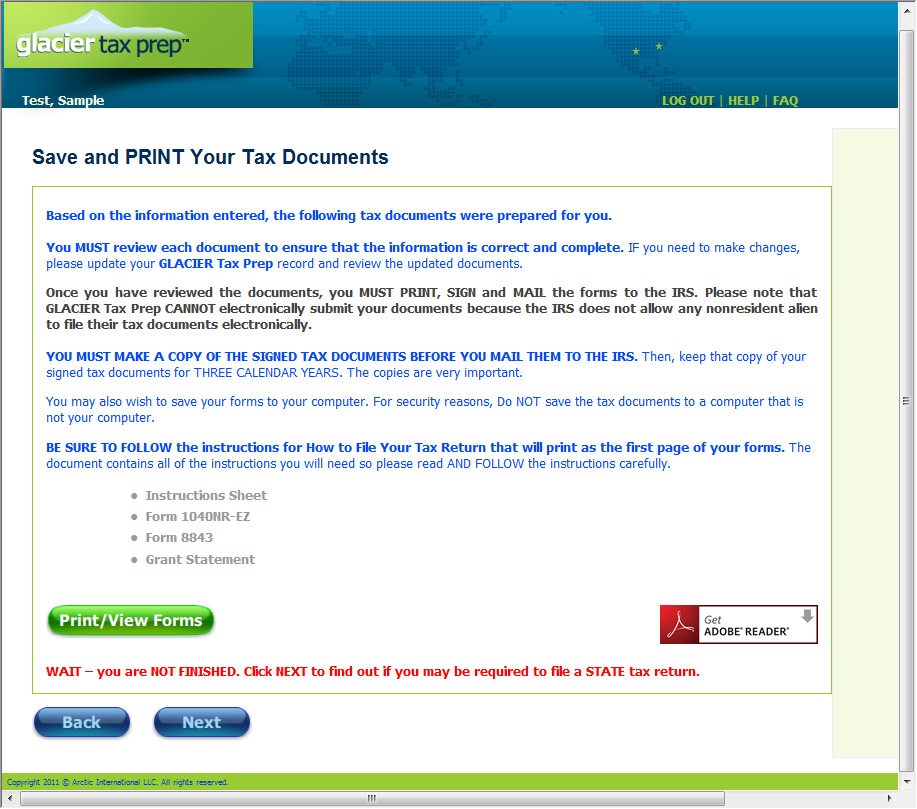 glacier tax prep™
Test, Sample
LOG OUT | HELP | FAQ
Save and PRINT Your Tax Documents
Based on the information entered, the following tax documents were prepared for you.
You MUST review each document to ensure that the information is correct and complete. IF you need to make changes,
please update your GLACIER Tax Prep record and review the updated documents.
Once you have reviewed the documents, you MUST PRINT, SIGN and MAIL the forms to the IRS. Please note that
GLACIER Tax Prep CANNOT electronically submit your documents because the IRS does not allow any nonresident alien
to file their tax documents electronically.
YOU MUST MAKE A COPY OF THE SIGNED TAX DOCUMENTS BEFORE YOU MAIL THEM TO THE IRS. Then, keep that copy of your
signed tax documents for THREE CALENDAR YEARS. The copies are very important.
You may also wish to save your forms to your computer. For security reasons, Do NOT save the tax documents to a computer that is
not your computer.
BE SURE TO FOLLOW the instructions for How to File Your Tax Return that will print as the first page of your forms. The
document contains all of the instructions you will need so please read AND FOLLOW the instructions carefully.
• Instructions Sheet
• Form 1040NR-EZ
• Form 8843
• Grant Statement
Print/View Forms
Get
ADOBE® READER®
WAIT – you are NOT FINISHED. Click NEXT to find out if you may be required to file a STATE tax return.
Back
Next
Copyright 2011 © Arctic International LLC. All rights reserved.